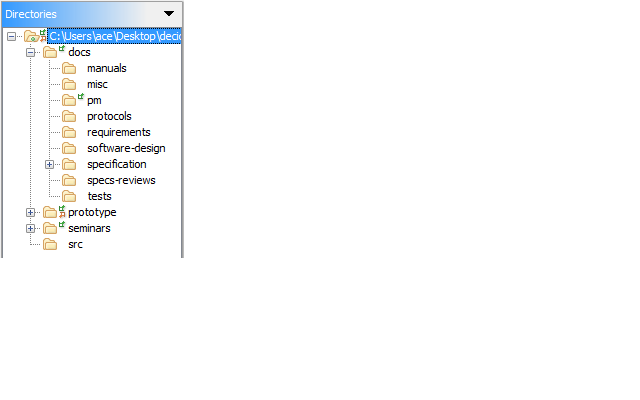 Directories
C:\Users\ace\Desktop\decid
docs
manuals
misc
pm
protocols
requirements
software-design
specification
specs-reviews
tests
prototype
seminars
src